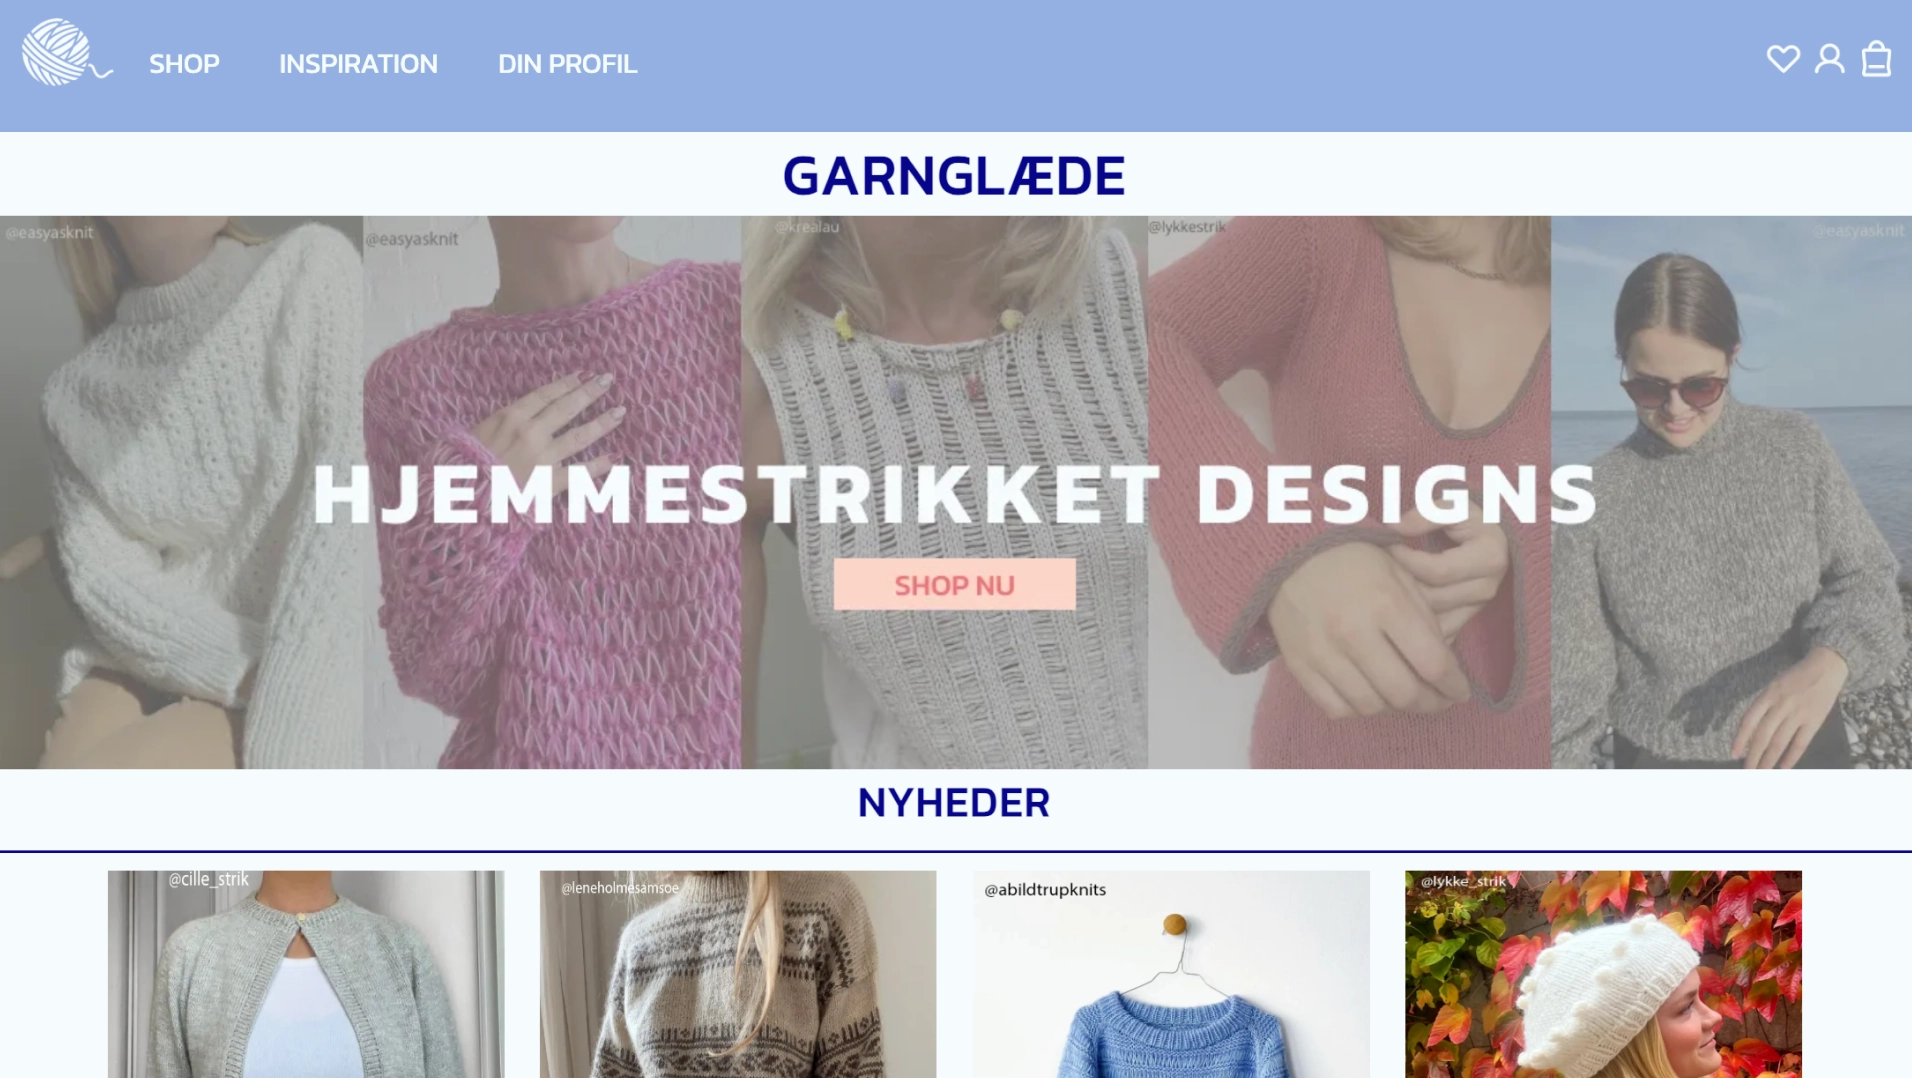 SHOP INSPIRATION DIN PROFIL
GARNGLÆDE
@easyasknit
@easyasknit
@krealau
@lykkestrik
@easyasknit
HJEMMESTRIKKET DESIGNS
SHOP NU
NYHEDER
@cille_strik
@leneholmesamsoe
@abildtrupknits
@lykke_strik